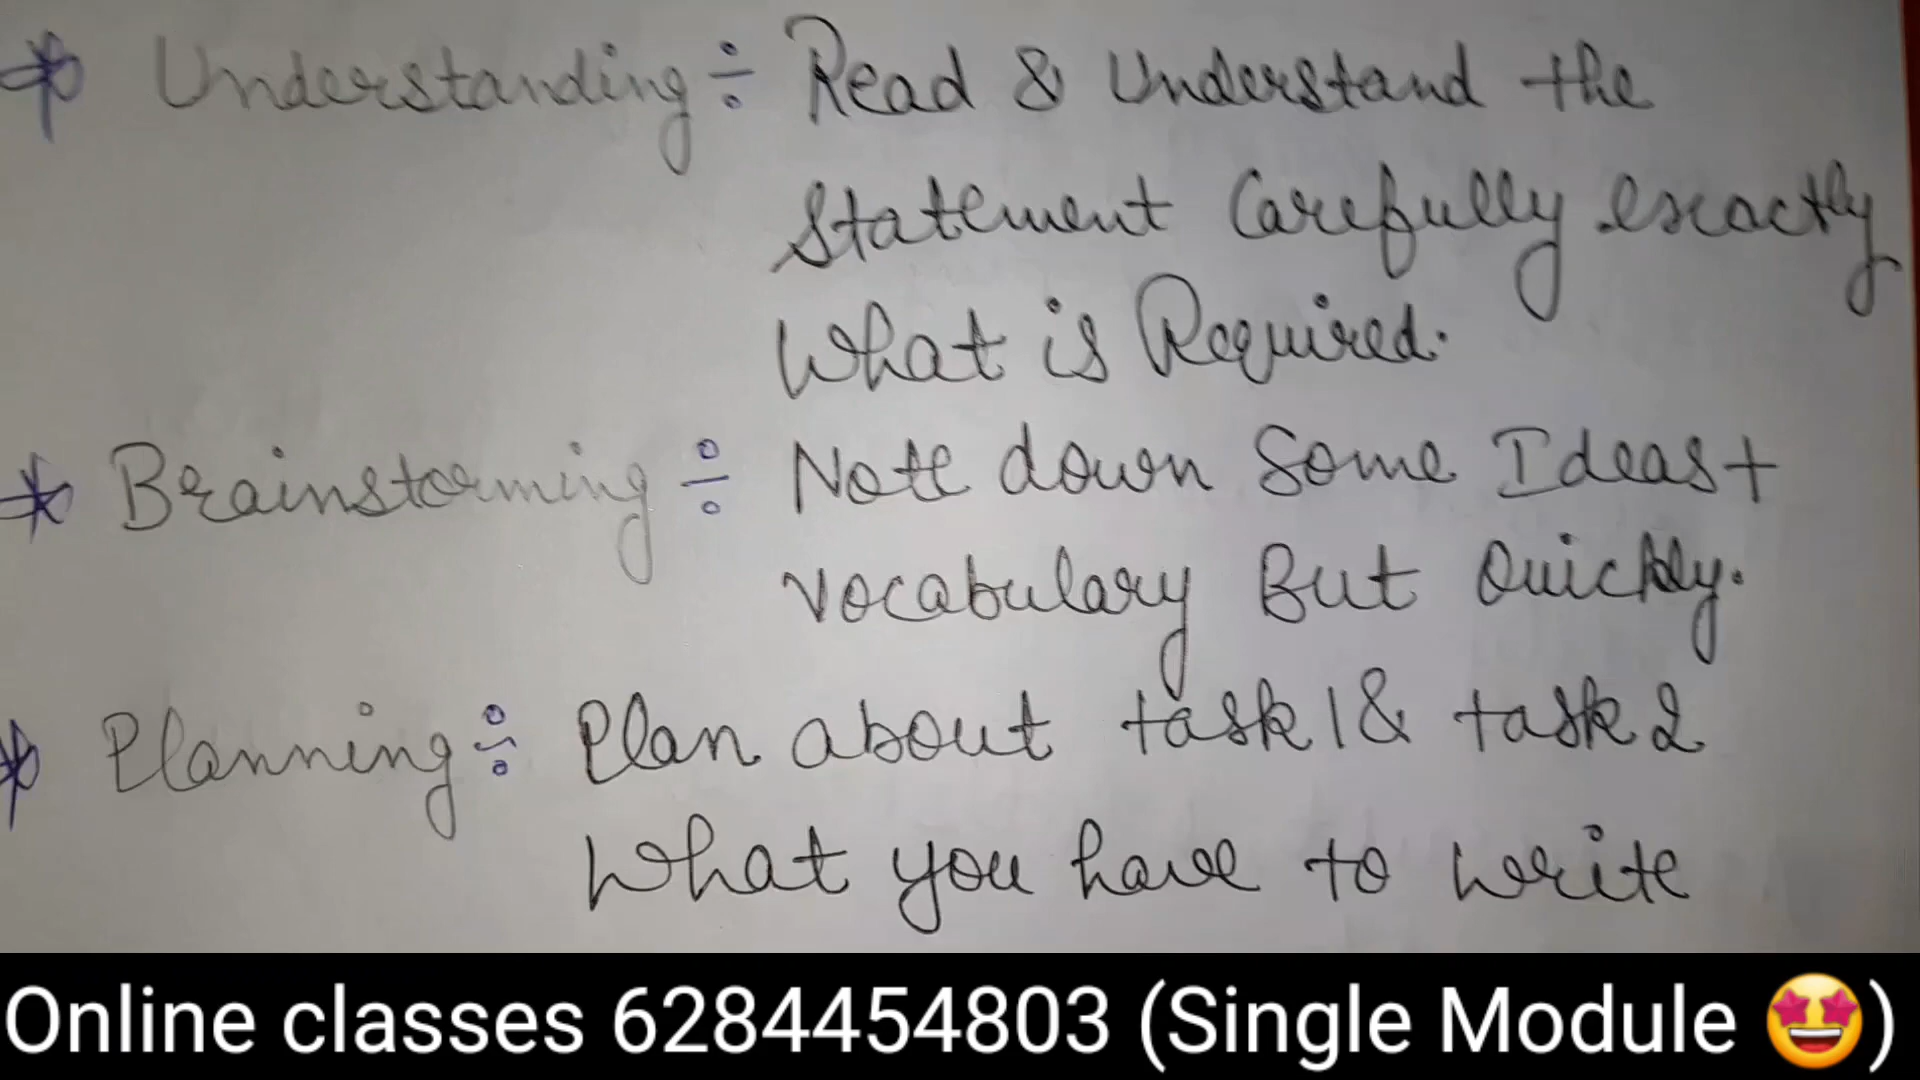 * Understanding ÷ Read & Understand the
Statement Carefully exactly
What is Required.
* Brainstorming ÷ Note down Some Ideas +
Vocabulary But Quickly.
* Planning ÷ Plan about task 1 & task 2
What you have to write
Online classes 6284454803 (Single Module 🤩)